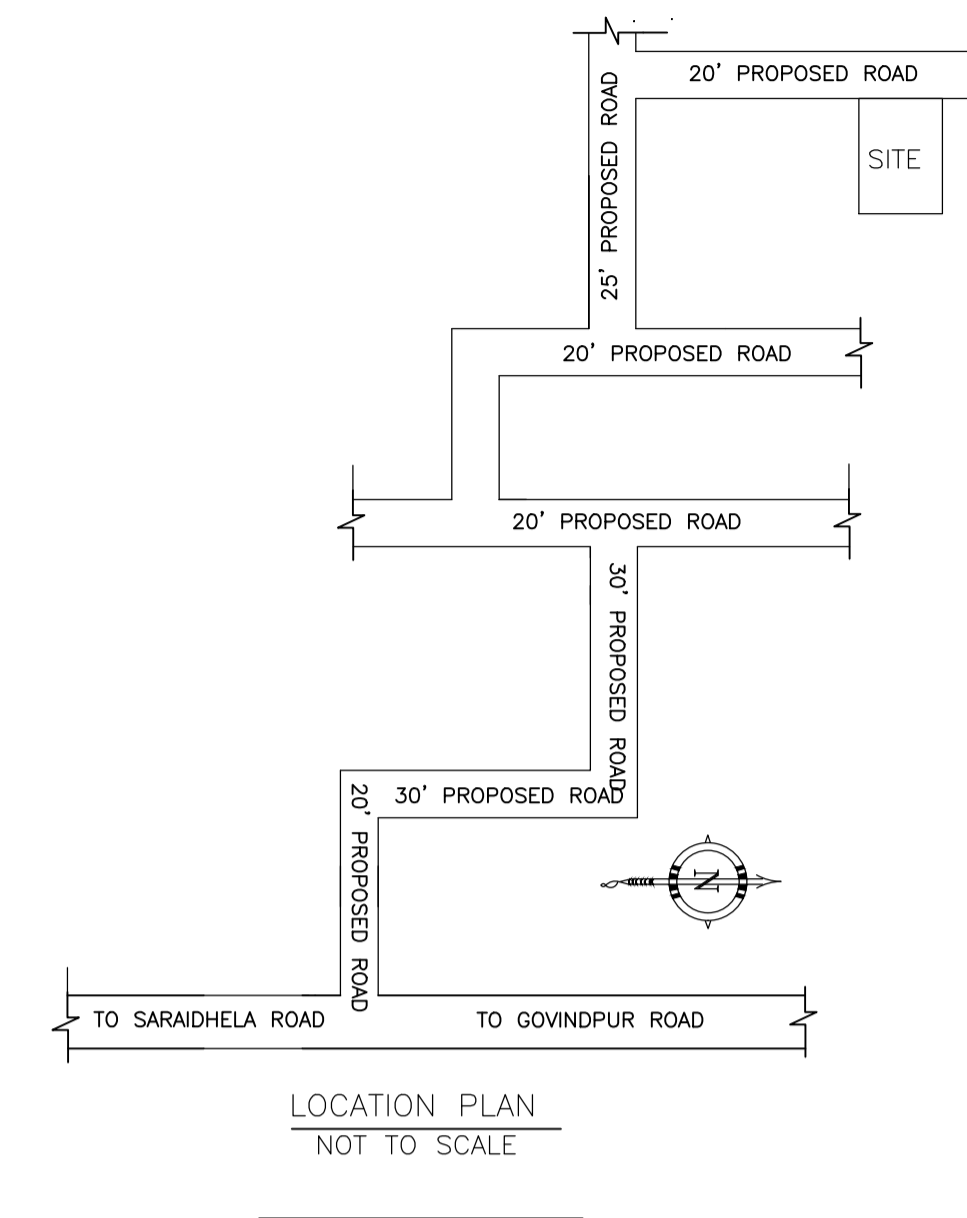 20' PROPOSED ROAD
25' PROPOSED ROAD
SITE
20' PROPOSED ROAD
20' PROPOSED ROAD
30' PROPOSED ROAD
30' PROPOSED ROAD
20' PROPOSED ROAD
N
TO SARAIDHELA ROAD
TO GOVINDPUR ROAD
LOCATION PLAN
NOT TO SCALE